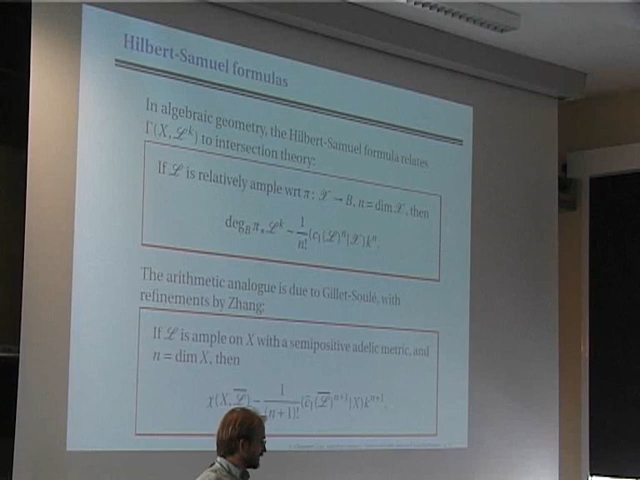 Hilbert-Samuel formulas
In algebraic geometry, the Hilbert-Samuel formula relates
Γ(X, ℒ^k) to intersection theory:
If ℒ is relatively ample wrt π: 𝒳 → B, n = dim 𝒳, then
deg_B π_* ℒ^k ~ 1/n! (c₁(ℒ)^n|𝒳)k^n.
The arithmetic analogue is due to Gillet-Soulé, with
refinements by Zhang:
If ℒ is ample on X with a semipositive adelic metric, and
n = dim X, then
χ(X, ℒ̅) ~ 1/(n+1)! (ĉ₁(ℒ̅)^{n+1}|X)k^{n+1}.